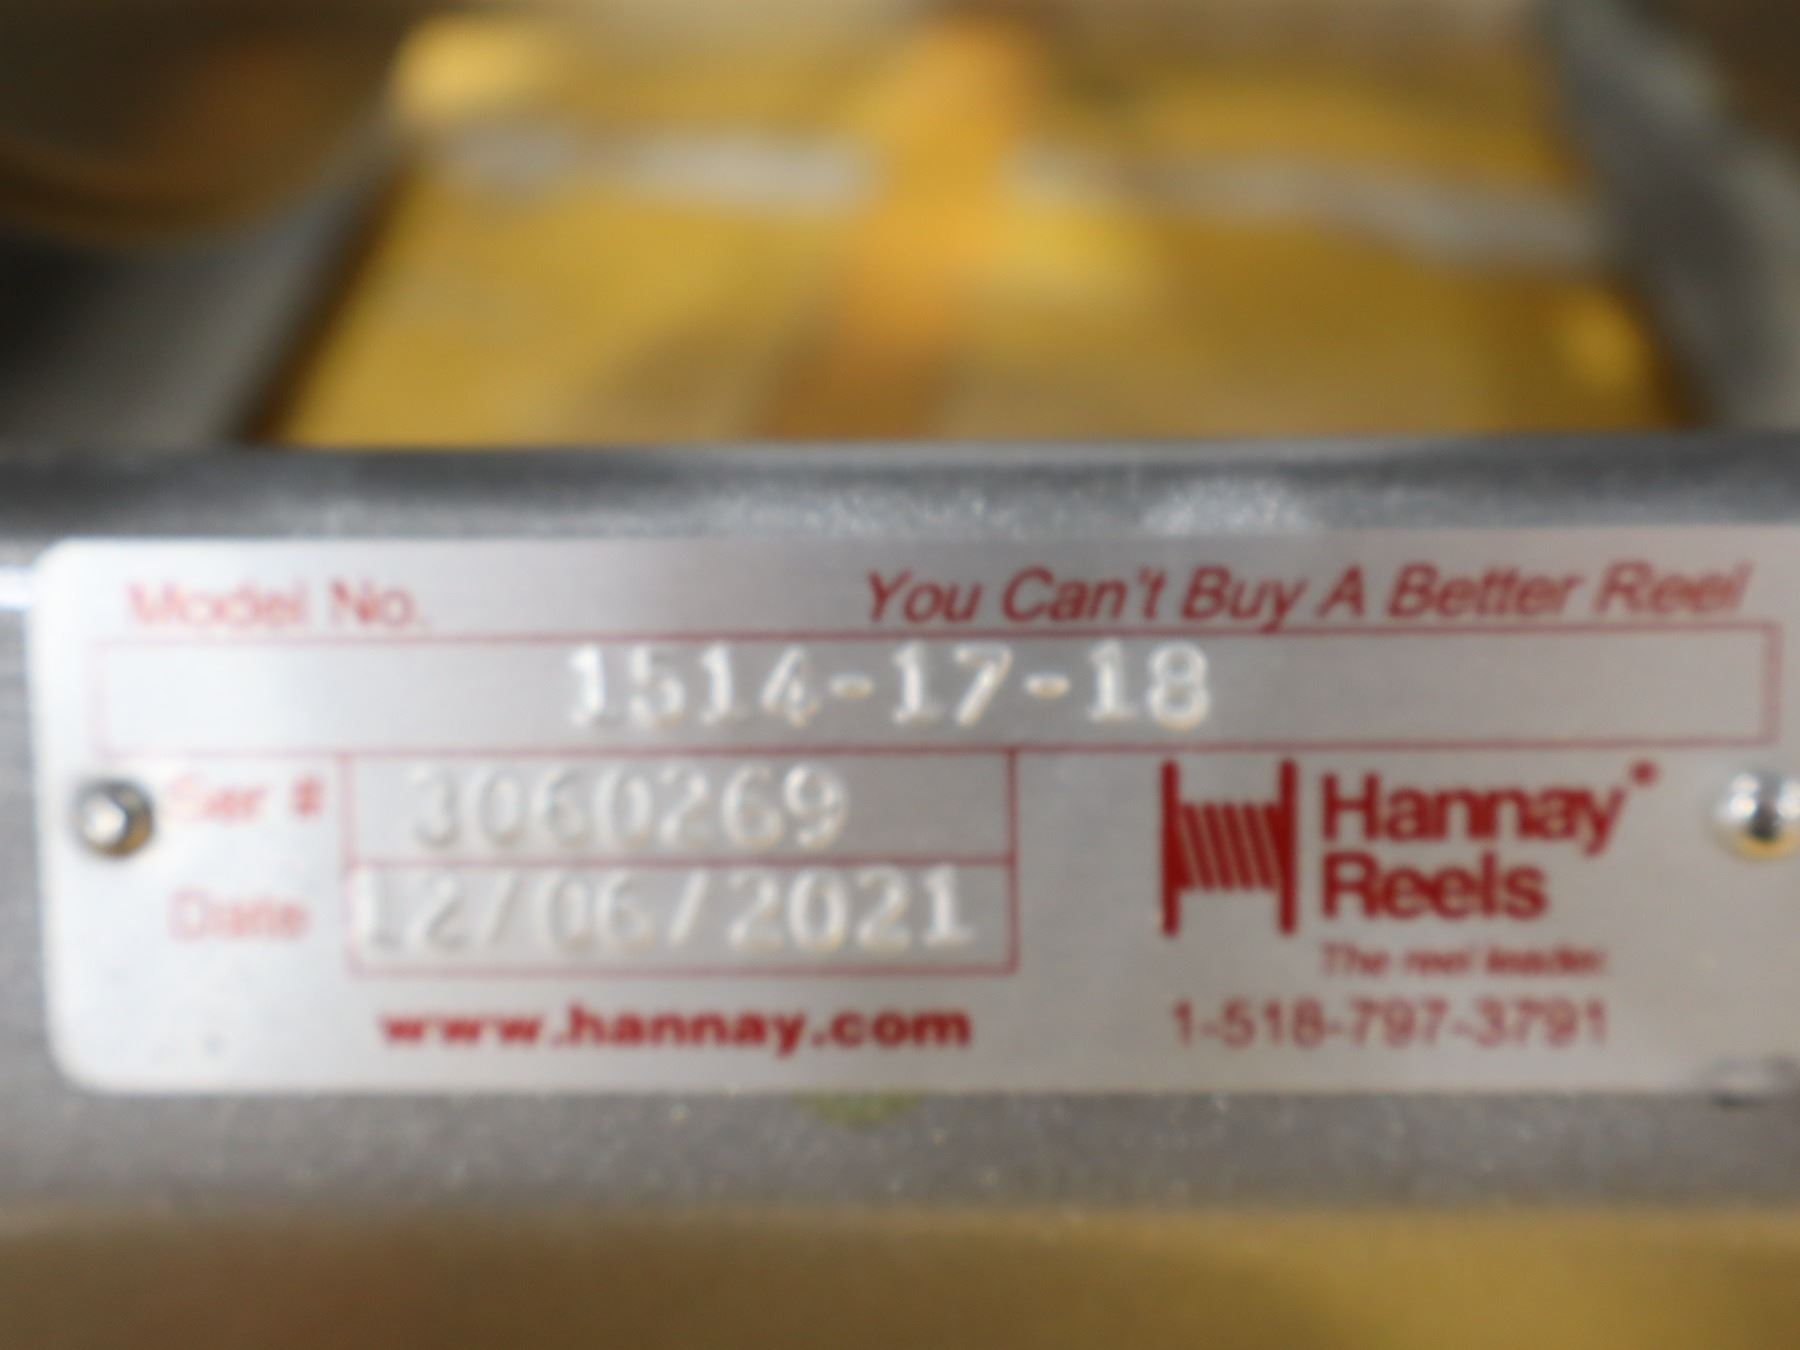 Model No. You Can't Buy A Better Reel
1514-17-18
Ser # 3060269
Date 12/06/2021
Hannay®
Reels
The reel leader.
www.hannay.com 1-518-797-3791